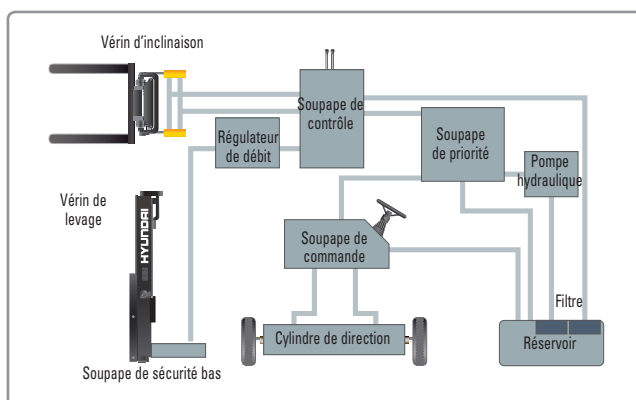 Vérin d'inclinaison
Soupape de
contrôle
Régulateur
de débit
Soupape
de priorité
Pompe
hydraulique
Vérin de
levage
HYUNDAI
Soupape de
commande
Filtre
Cylindre de direction
Réservoir
Soupape de sécurité bas